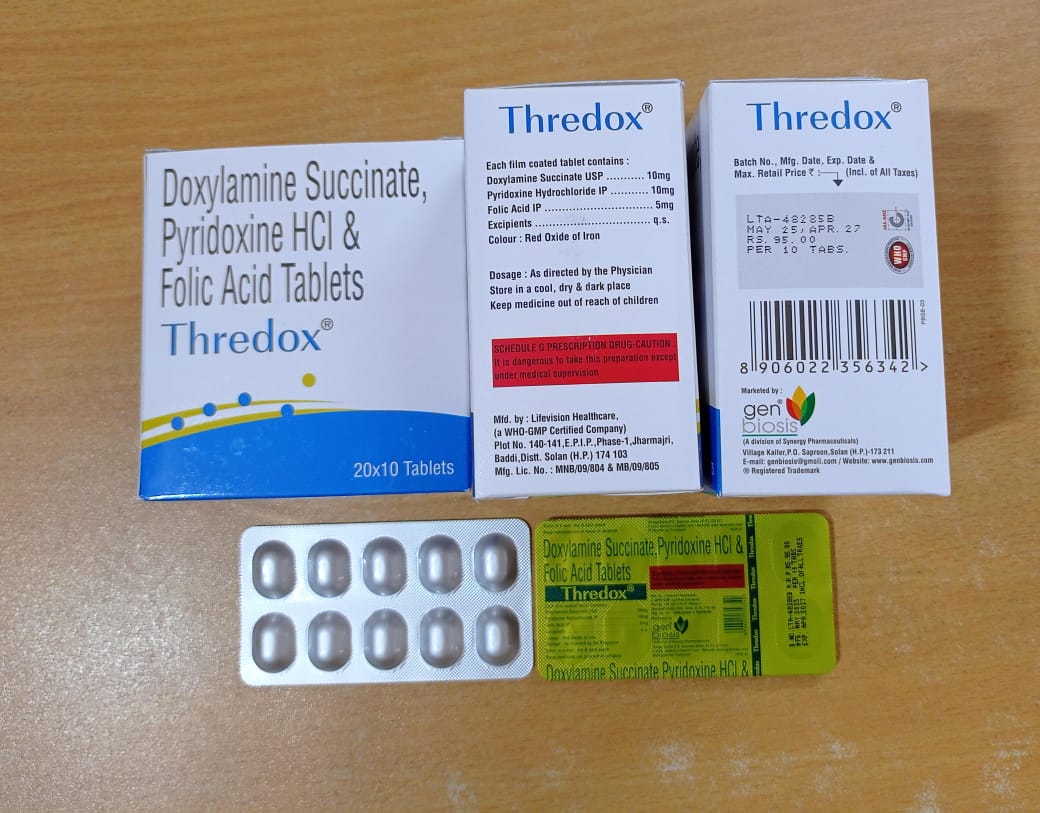 Doxylamine Succinate,
Pyridoxine HCl &
Folic Acid Tablets
Thredox®
20x10 Tablets
Thredox®
Each film coated tablet contains :
Doxylamine Succinate USP ........... 10mg
Pyridoxine Hydrochloride IP ........... 10mg
Folic Acid IP ................................ 5mg
Excipients .................................. q.s.
Colour : Red Oxide of Iron
Dosage : As directed by the Physician
Store in a cool, dry & dark place
Keep medicine out of reach of children
SCHEDULE G PRESCRIPTION DRUG-CAUTION :
It is dangerous to take this preparation except
under medical supervision
Mfd. by : Lifevision Healthcare,
(a WHO-GMP Certified Company)
Plot No. 140-141,E.P.I.P.,Phase-1,Jharmajri,
Baddi,Distt. Solan (H.P.) 174 103
Mfg. Lic. No. : MNB/09/804 & MB/09/805
Thredox®
Batch No., Mfg. Date, Exp. Date &
Max. Retail Price ₹ : (Incl. of All Taxes)
LTA-48285B
MAY 25, APR. 27
RS. 95.00
PER 10 TABS.
WHO
GMP
8 906022 356342 >
Marketed by :
gen®
biosis
(A division of Synergy Pharmaceuticals)
Village Kailer,P.O. Saproon,Solan (H.P.)-173 211
E-mail: genbiosis@gmail.com / Website: www.genbiosis.com
® Registered Trademark
Doxylamine Succinate,Pyridoxine HCl &
Folic Acid Tablets
Thredox®
gen
biosis
Doxylamine Succinate Pyridoxine HCl &
Thredox
Thredox
Thredox